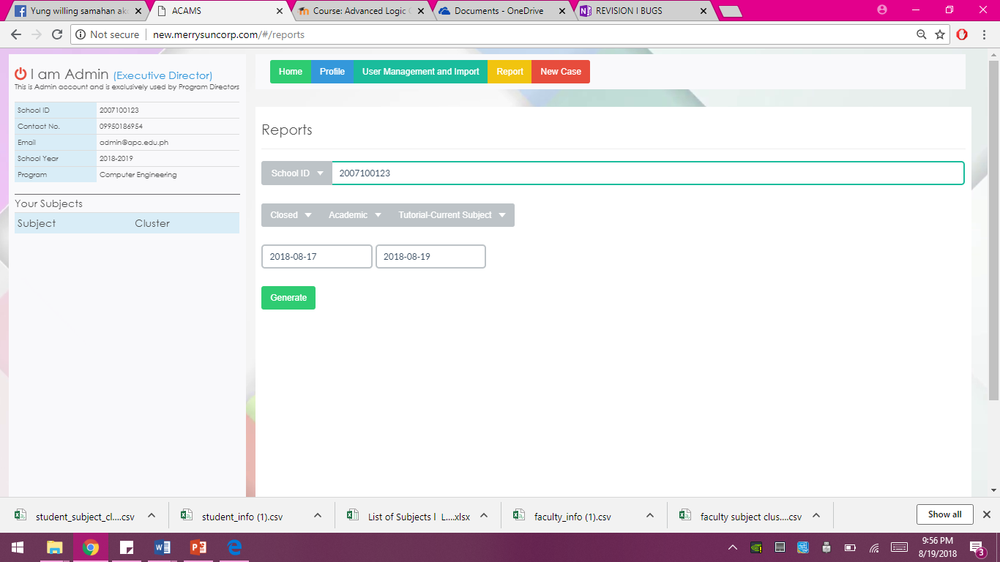 Yung willing samahan ako
ACAMS
Course: Advanced Logic C
Documents - OneDrive
REVISION I BUGS
Not secure
new.merrysuncorp.com/#/reports
I am Admin (Executive Director)
This is Admin account and is exclusively used by Program Directors
School ID 2007100123
Contact No. 09950186954
Email admin@apc.edu.ph
School Year 2018-2019
Program Computer Engineering
Your Subjects
Subject Cluster
Home Profile User Management and Import Report New Case
Reports
School ID 2007100123
Closed Academic Tutorial-Current Subject
2018-08-17 2018-08-19
Generate
student_subject_cl....csv
student_info (1).csv
List of Subjects l L....xlsx
faculty_info (1).csv
faculty subject clus....csv
Show all
9:56 PM
8/19/2018
3